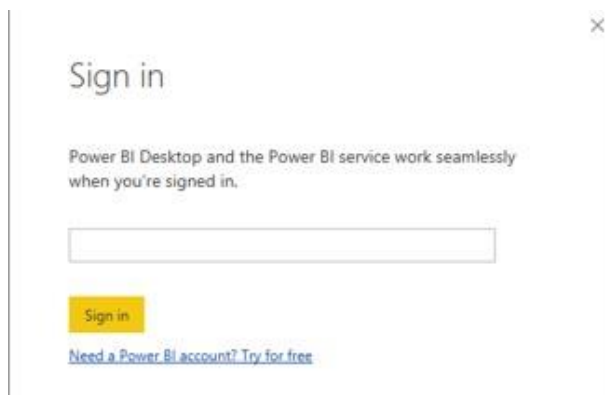 Sign in
Power BI Desktop and the Power BI service work seamlessly
when you're signed in.
Sign in
Need a Power BI account? Try for free